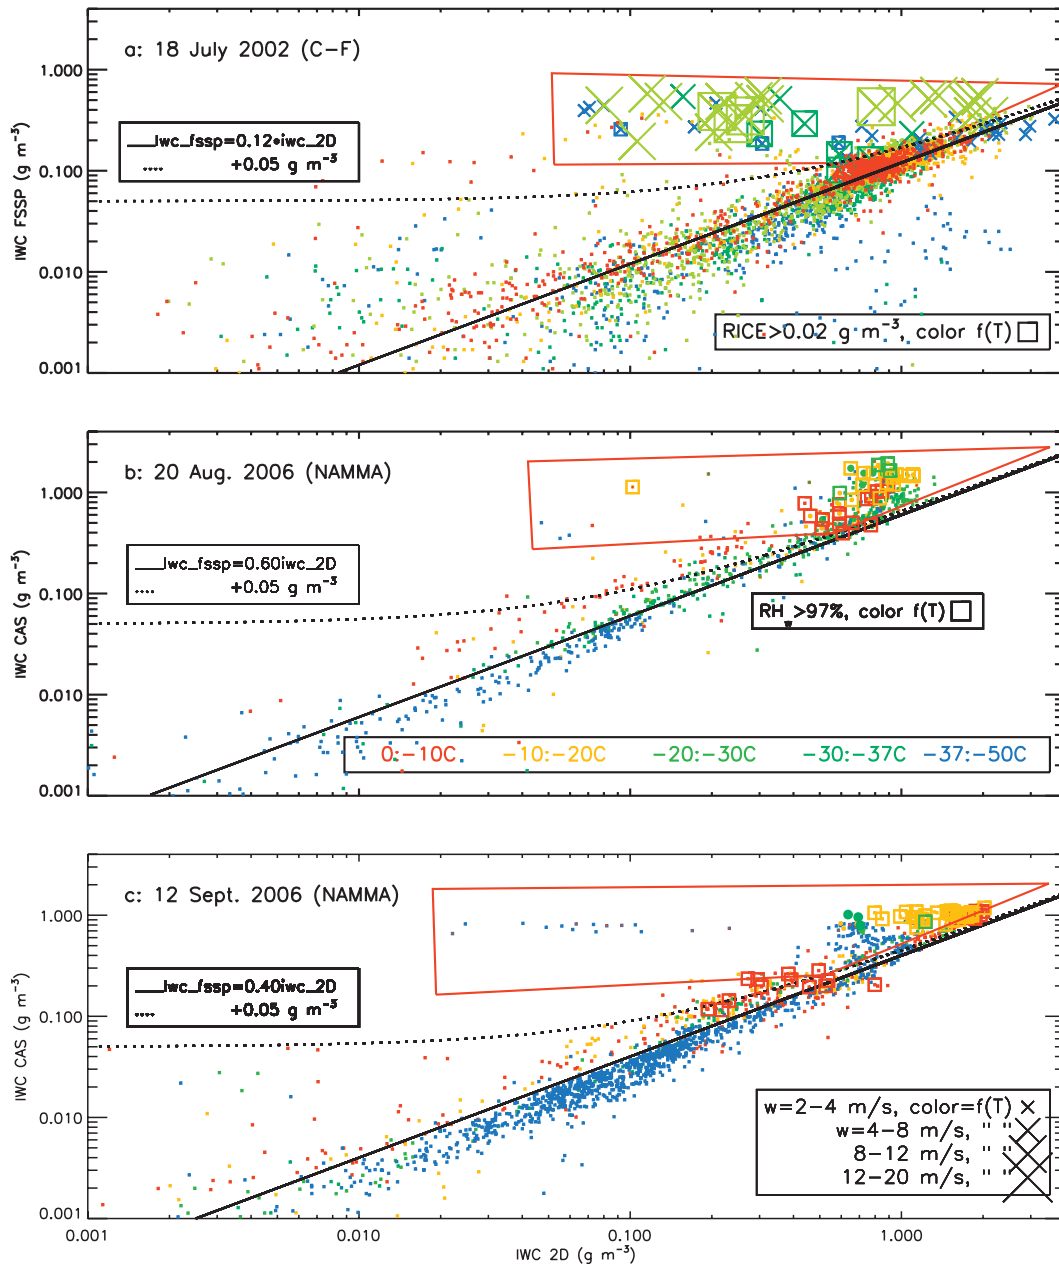 a: 18 July 2002 (C-F)
1.000
0.100
0.010
0.001
IWC FSSP (g m⁻³)
Iwc_fssp=0.12•iwc_2D
+0.05 g m⁻³
RICE>0.02 g m⁻³, color f(T)
b: 20 Aug. 2006 (NAMMA)
1.000
0.100
0.010
0.001
IWC CAS (g m⁻³)
Iwc_fssp=0.60iwc_2D
+0.05 g m⁻³
RH_w>97%, color f(T)
0:-10C -10:-20C -20:-30C -30:-37C -37:-50C
c: 12 Sept. 2006 (NAMMA)
1.000
0.100
0.010
0.001
IWC CAS (g m⁻³)
Iwc_fssp=0.40iwc_2D
+0.05 g m⁻³
w=2-4 m/s, color=f(T)
w=4-8 m/s, " "
8-12 m/s, " "
12-20 m/s, " "
0.001 0.010 0.100 1.000
IWC 2D (g m⁻³)